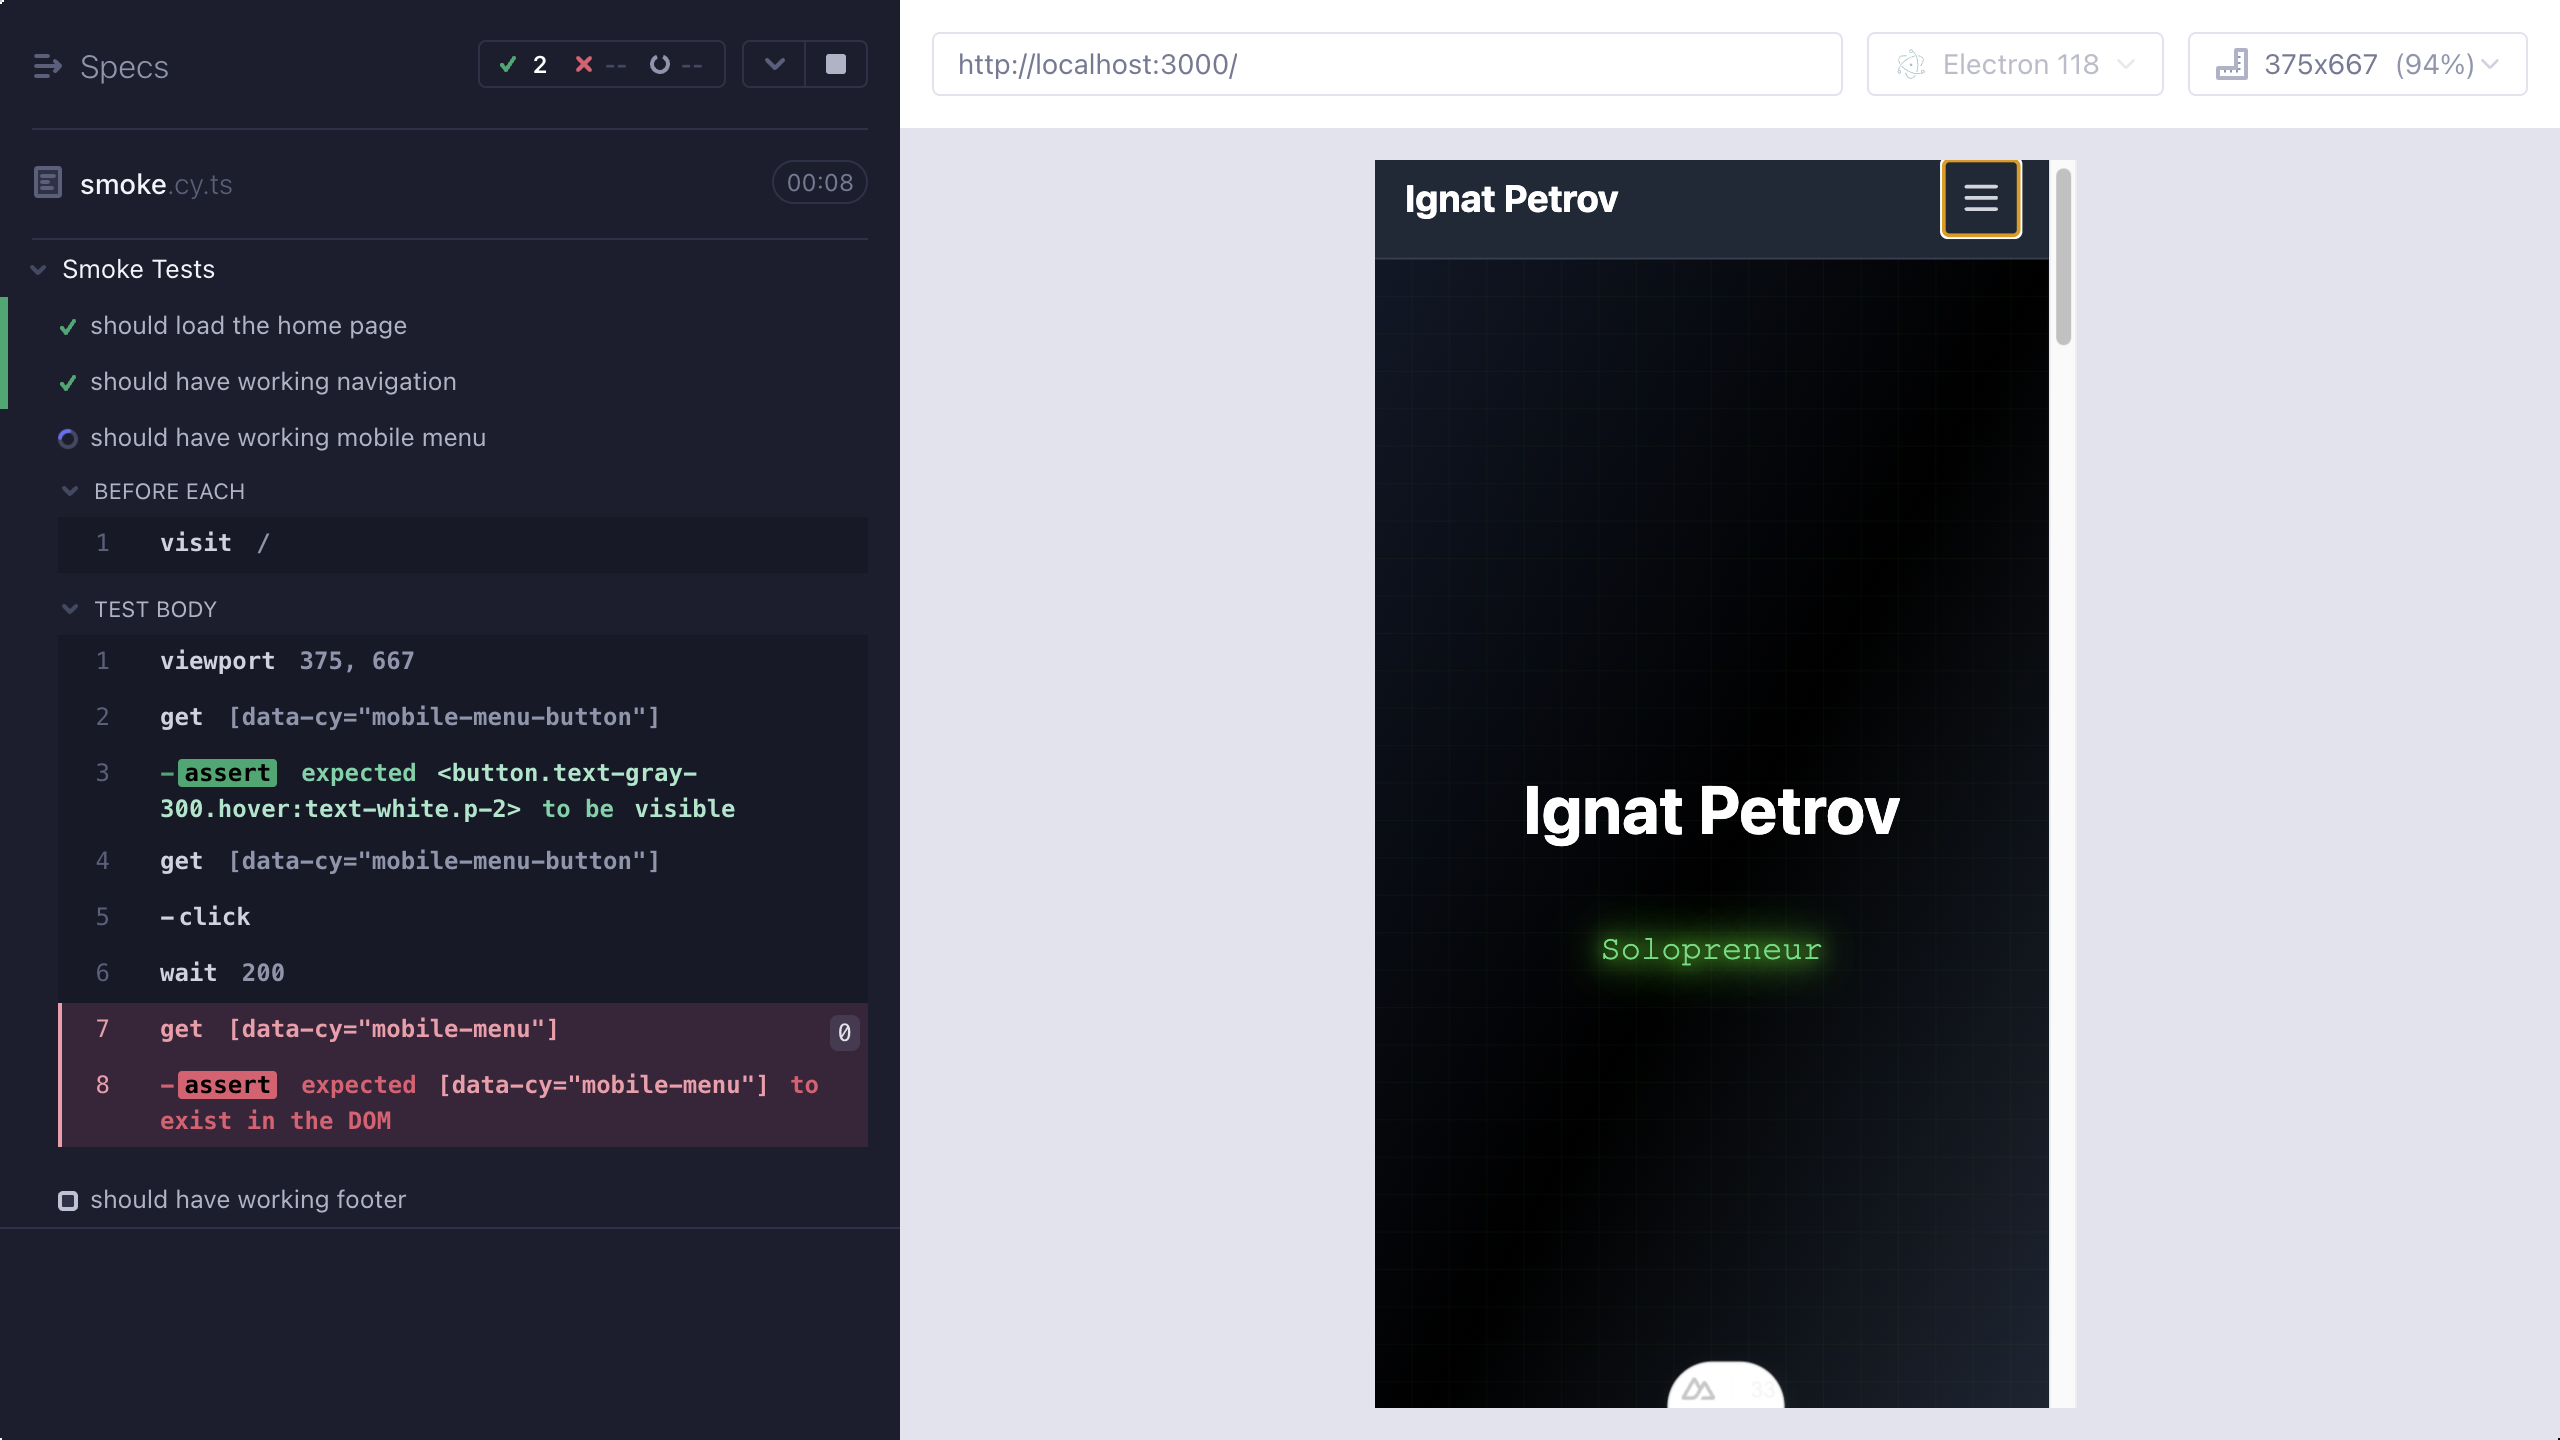 Specs
2
--
--
smoke.cy.ts
00:08
Smoke Tests
should load the home page
should have working navigation
should have working mobile menu
BEFORE EACH
1 visit /
TEST BODY
1 viewport 375, 667
2 get [data-cy="mobile-menu-button"]
3 -assert expected <button.text-gray-
300.hover:text-white.p-2> to be visible
4 get [data-cy="mobile-menu-button"]
5 -click
6 wait 200
7 get [data-cy="mobile-menu"] 0
8 -assert expected [data-cy="mobile-menu"] to
exist in the DOM
should have working footer
http://localhost:3000/
Electron 118
375x667 (94%)
Ignat Petrov
Ignat Petrov
Solopreneur